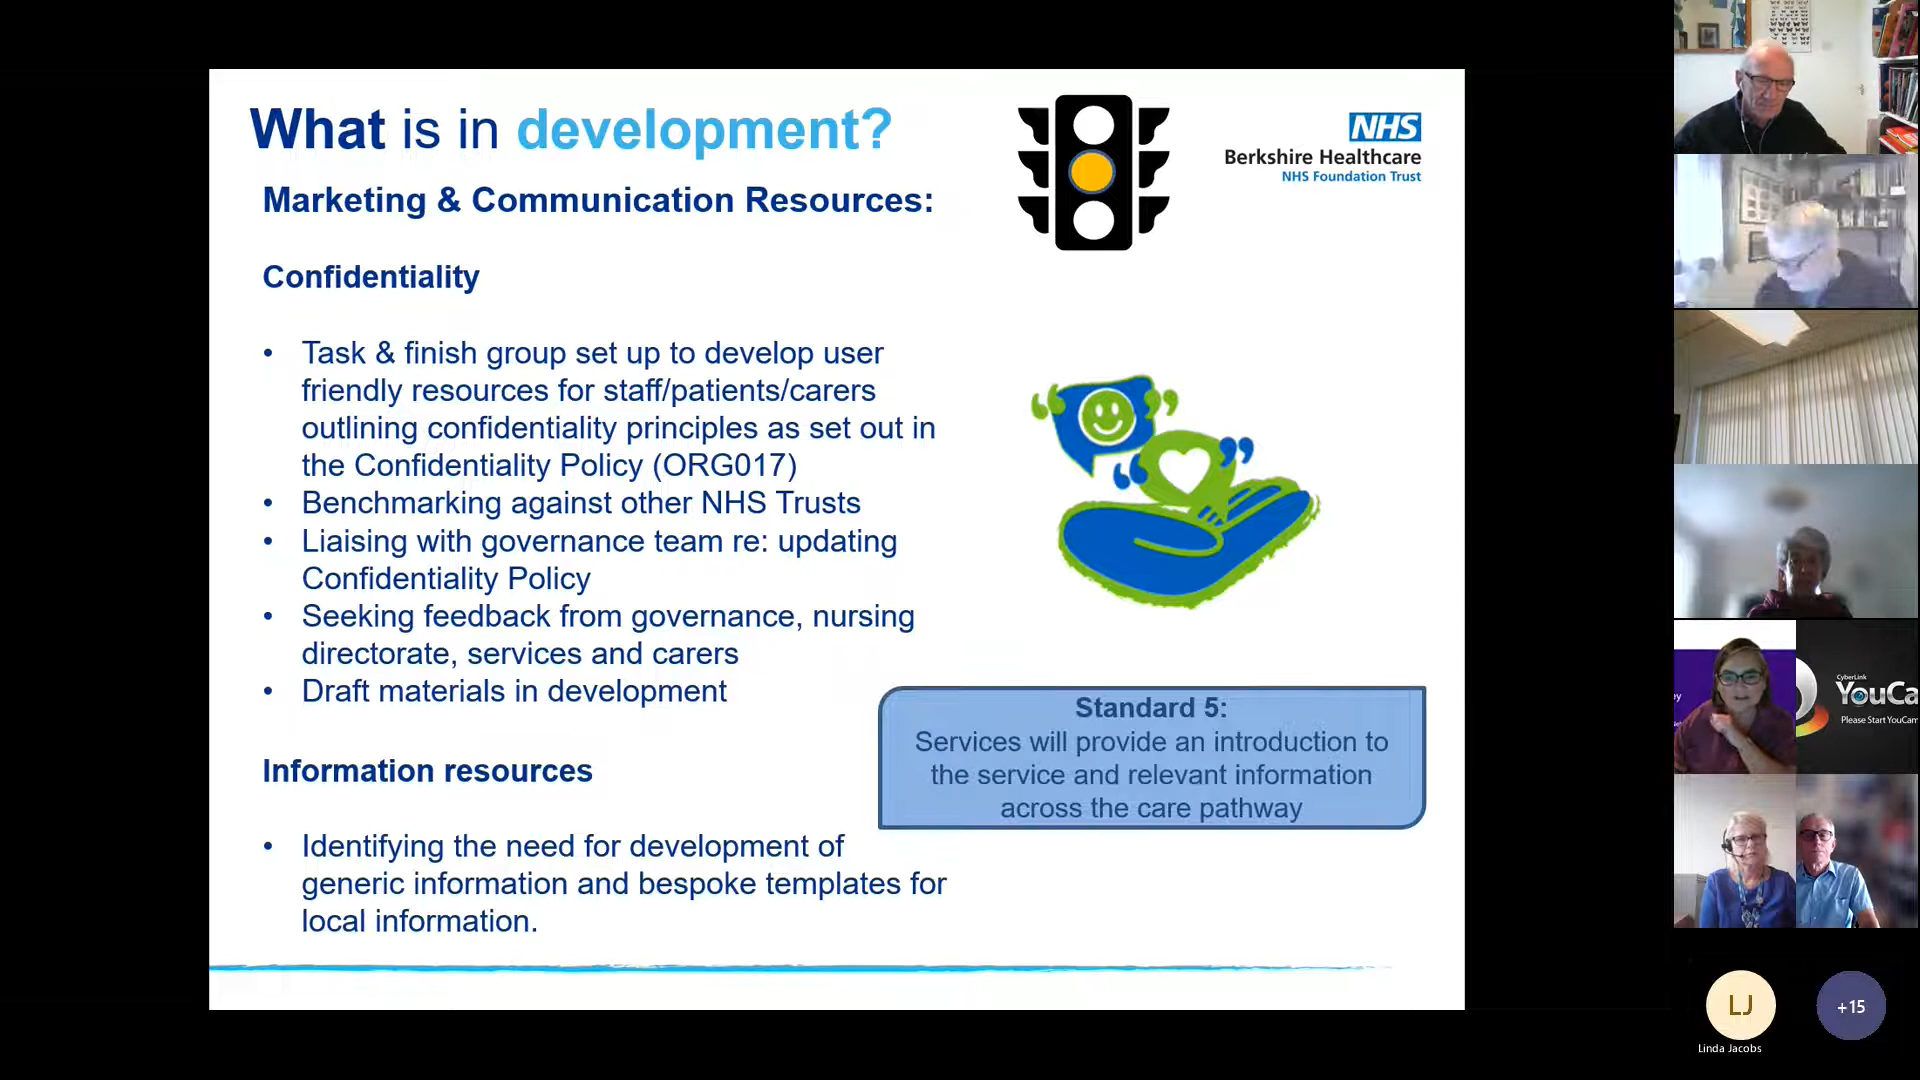 What is in development?
NHS
Berkshire Healthcare
NHS Foundation Trust
Marketing & Communication Resources:
Confidentiality
• Task & finish group set up to develop user
friendly resources for staff/patients/carers
outlining confidentiality principles as set out in
the Confidentiality Policy (ORG017)
• Benchmarking against other NHS Trusts
• Liaising with governance team re: updating
Confidentiality Policy
• Seeking feedback from governance, nursing
directorate, services and carers
• Draft materials in development
Standard 5:
Services will provide an introduction to
the service and relevant information
across the care pathway
Information resources
• Identifying the need for development of
generic information and bespoke templates for
local information.
CyberLink
YouCa
Please Start YouCam
LJ
+15
Linda Jacobs